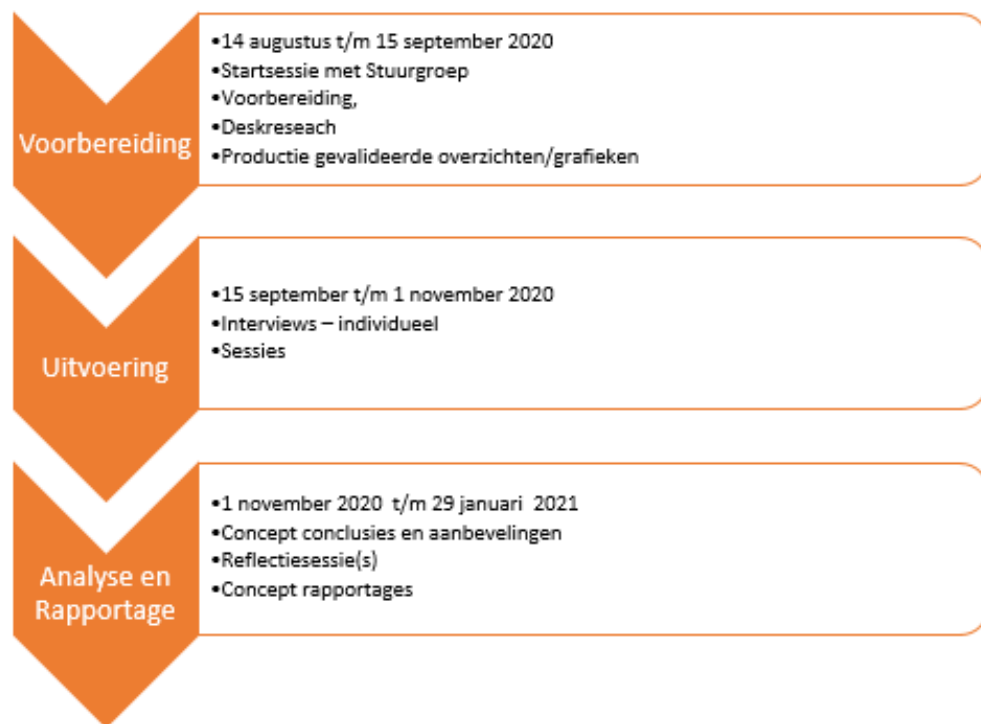 Voorbereiding
•14 augustus t/m 15 september 2020
•Startsessie met Stuurgroep
•Voorbereiding,
•Deskreseach
•Productie gevalideerde overzichten/grafieken
Uitvoering
•15 september t/m 1 november 2020
•Interviews – individueel
•Sessies
Analyse en
Rapportage
•1 november 2020 t/m 29 januari 2021
•Concept conclusies en aanbevelingen
•Reflectiesessie(s)
•Concept rapportages